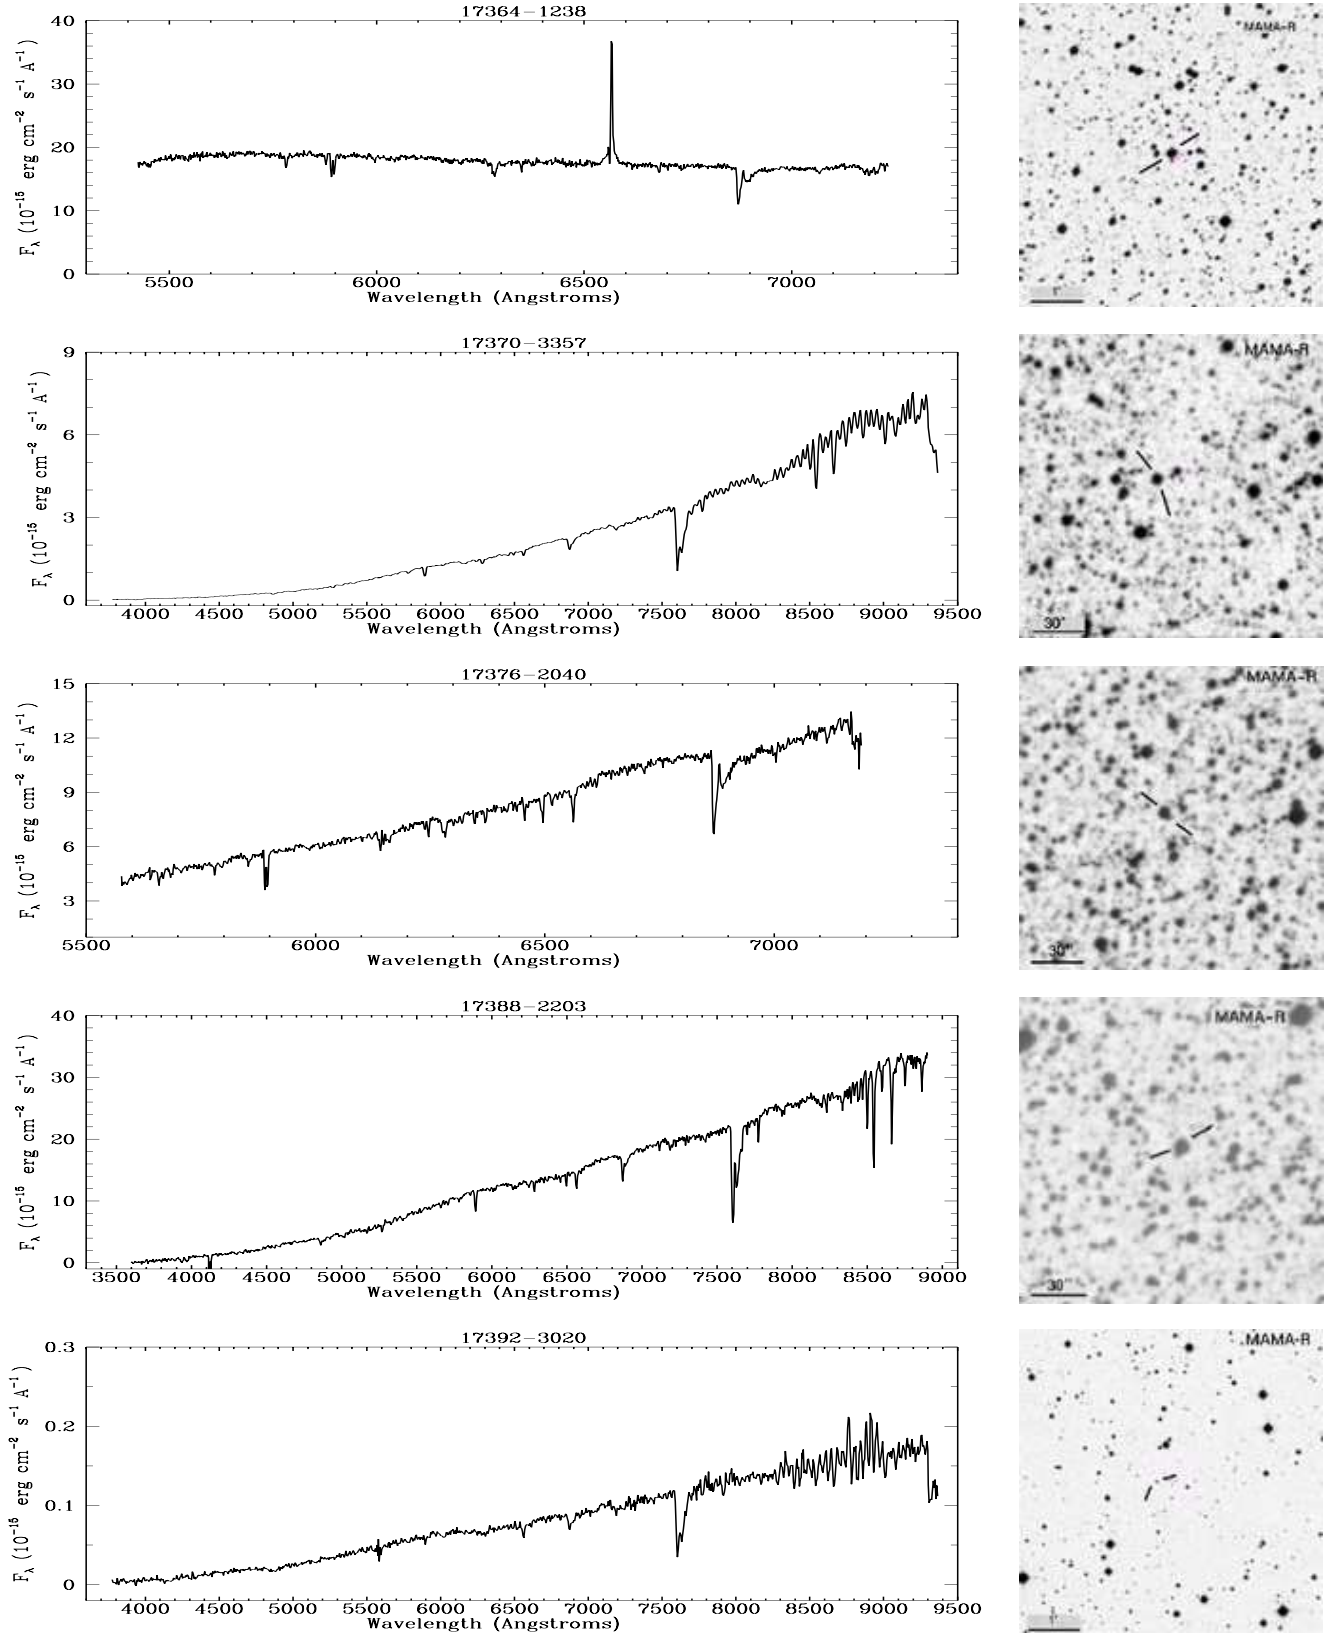 17364−1238
40
30
20
10
0
F_λ (10^−15 erg cm^−2 s^−1 A^−1)
5500 6000 6500 7000
Wavelength (Angstroms)
MAMA-R
1'
17370−3357
9
6
3
0
F_λ (10^−15 erg cm^−2 s^−1 A^−1)
4000 4500 5000 5500 6000 6500 7000 7500 8000 8500 9000 9500
Wavelength (Angstroms)
MAMA-R
30"
17376−2040
15
12
9
6
3
F_λ (10^−15 erg cm^−2 s^−1 A^−1)
5500 6000 6500 7000
Wavelength (Angstroms)
MAMA-R
30"
17388−2203
40
30
20
10
0
F_λ (10^−15 erg cm^−2 s^−1 A^−1)
3500 4000 4500 5000 5500 6000 6500 7000 7500 8000 8500 9000
Wavelength (Angstroms)
MAMA-R
30"
17392−3020
0.3
0.2
0.1
0
F_λ (10^−15 erg cm^−2 s^−1 A^−1)
4000 4500 5000 5500 6000 6500 7000 7500 8000 8500 9000 9500
Wavelength (Angstroms)
MAMA-R
1'